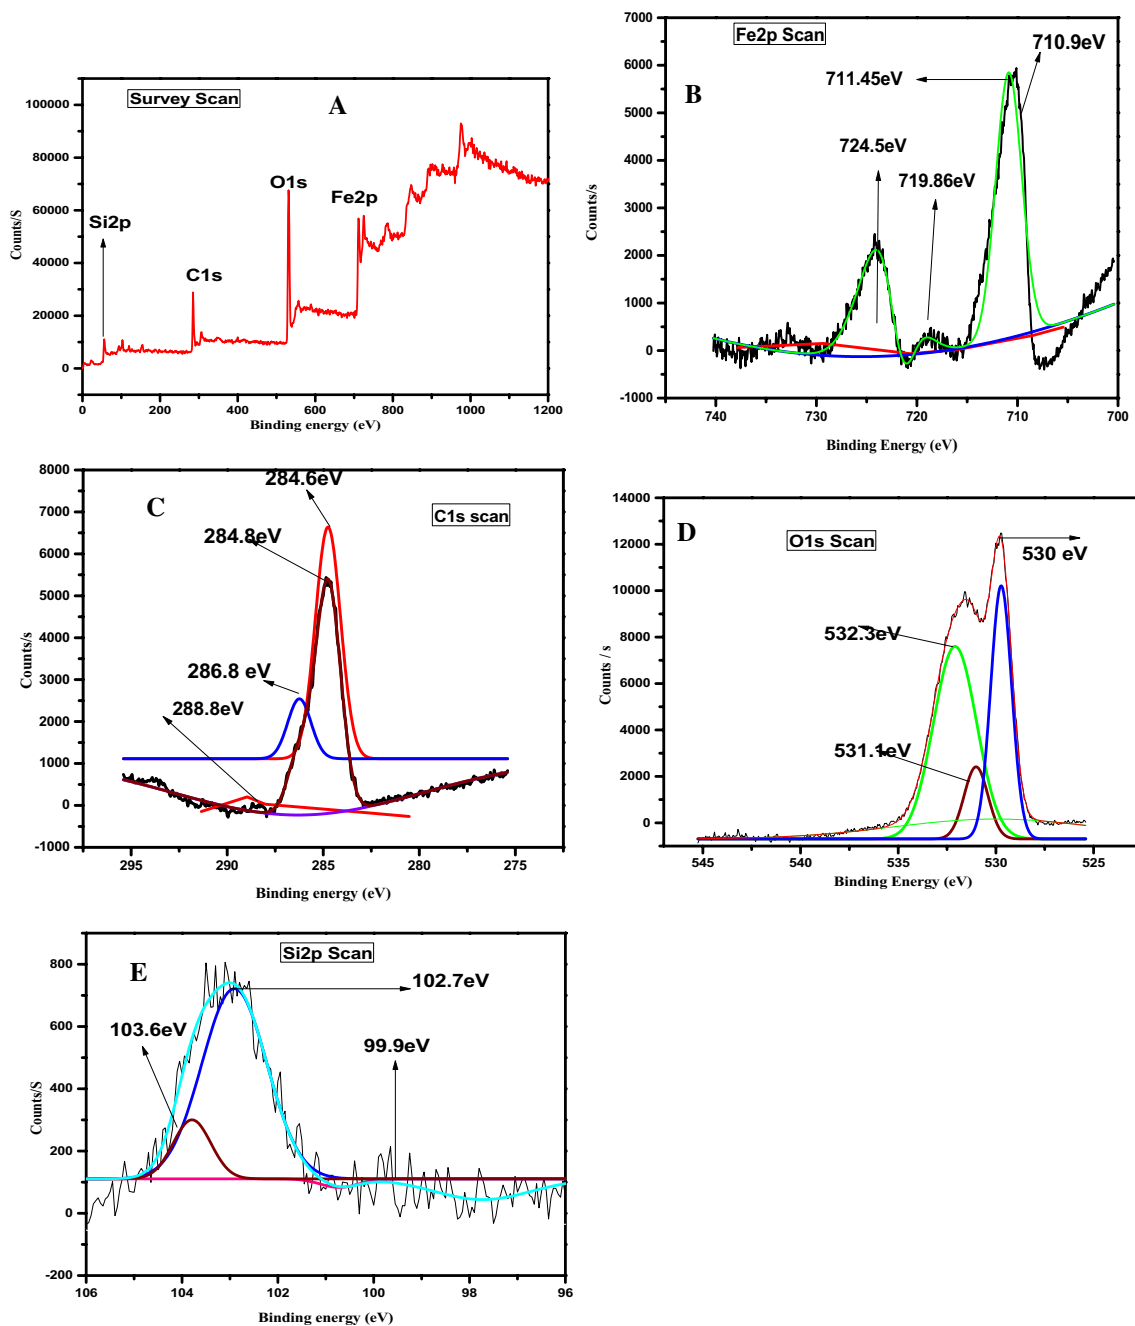 Survey Scan
A
100000
80000
60000
40000
20000
0
Counts/S
Si2p
C1s
O1s
Fe2p
0 200 400 600 800 1000 1200
Binding energy (eV)
Fe2p Scan
B
7000
6000
5000
4000
3000
2000
1000
0
-1000
Counts/s
710.9eV
711.45eV
724.5eV
719.86eV
740 730 720 710 700
Binding Energy (eV)
C
C1s scan
8000
7000
6000
5000
4000
3000
2000
1000
0
-1000
Counts/s
284.6eV
284.8eV
286.8 eV
288.8eV
295 290 285 280 275
Binding energy (eV)
D
O1s Scan
14000
12000
10000
8000
6000
4000
2000
0
Counts / s
530 eV
532.3eV
531.1eV
545 540 535 530 525
Binding Energy (eV)
E
Si2p Scan
800
600
400
200
0
-200
Counts/S
102.7eV
103.6eV
99.9eV
106 104 102 100 98 96
Binding energy (eV)